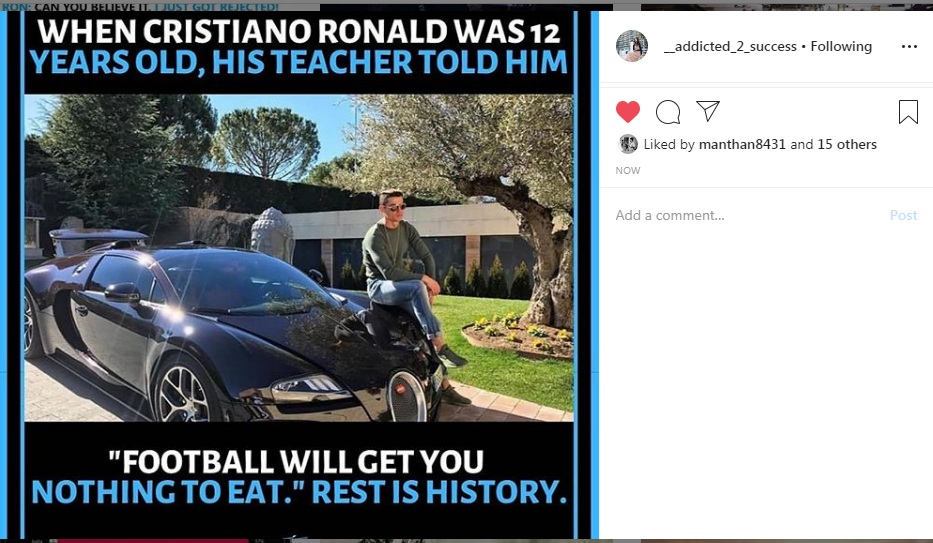 RON: CAN YOU BELIEVE IT, I JUST GOT REJECTED!
WHEN CRISTIANO RONALD WAS 12
YEARS OLD, HIS TEACHER TOLD HIM
"FOOTBALL WILL GET YOU
NOTHING TO EAT." REST IS HISTORY.
__addicted_2_success • Following
Liked by manthan8431 and 15 others
NOW
Add a comment... Post